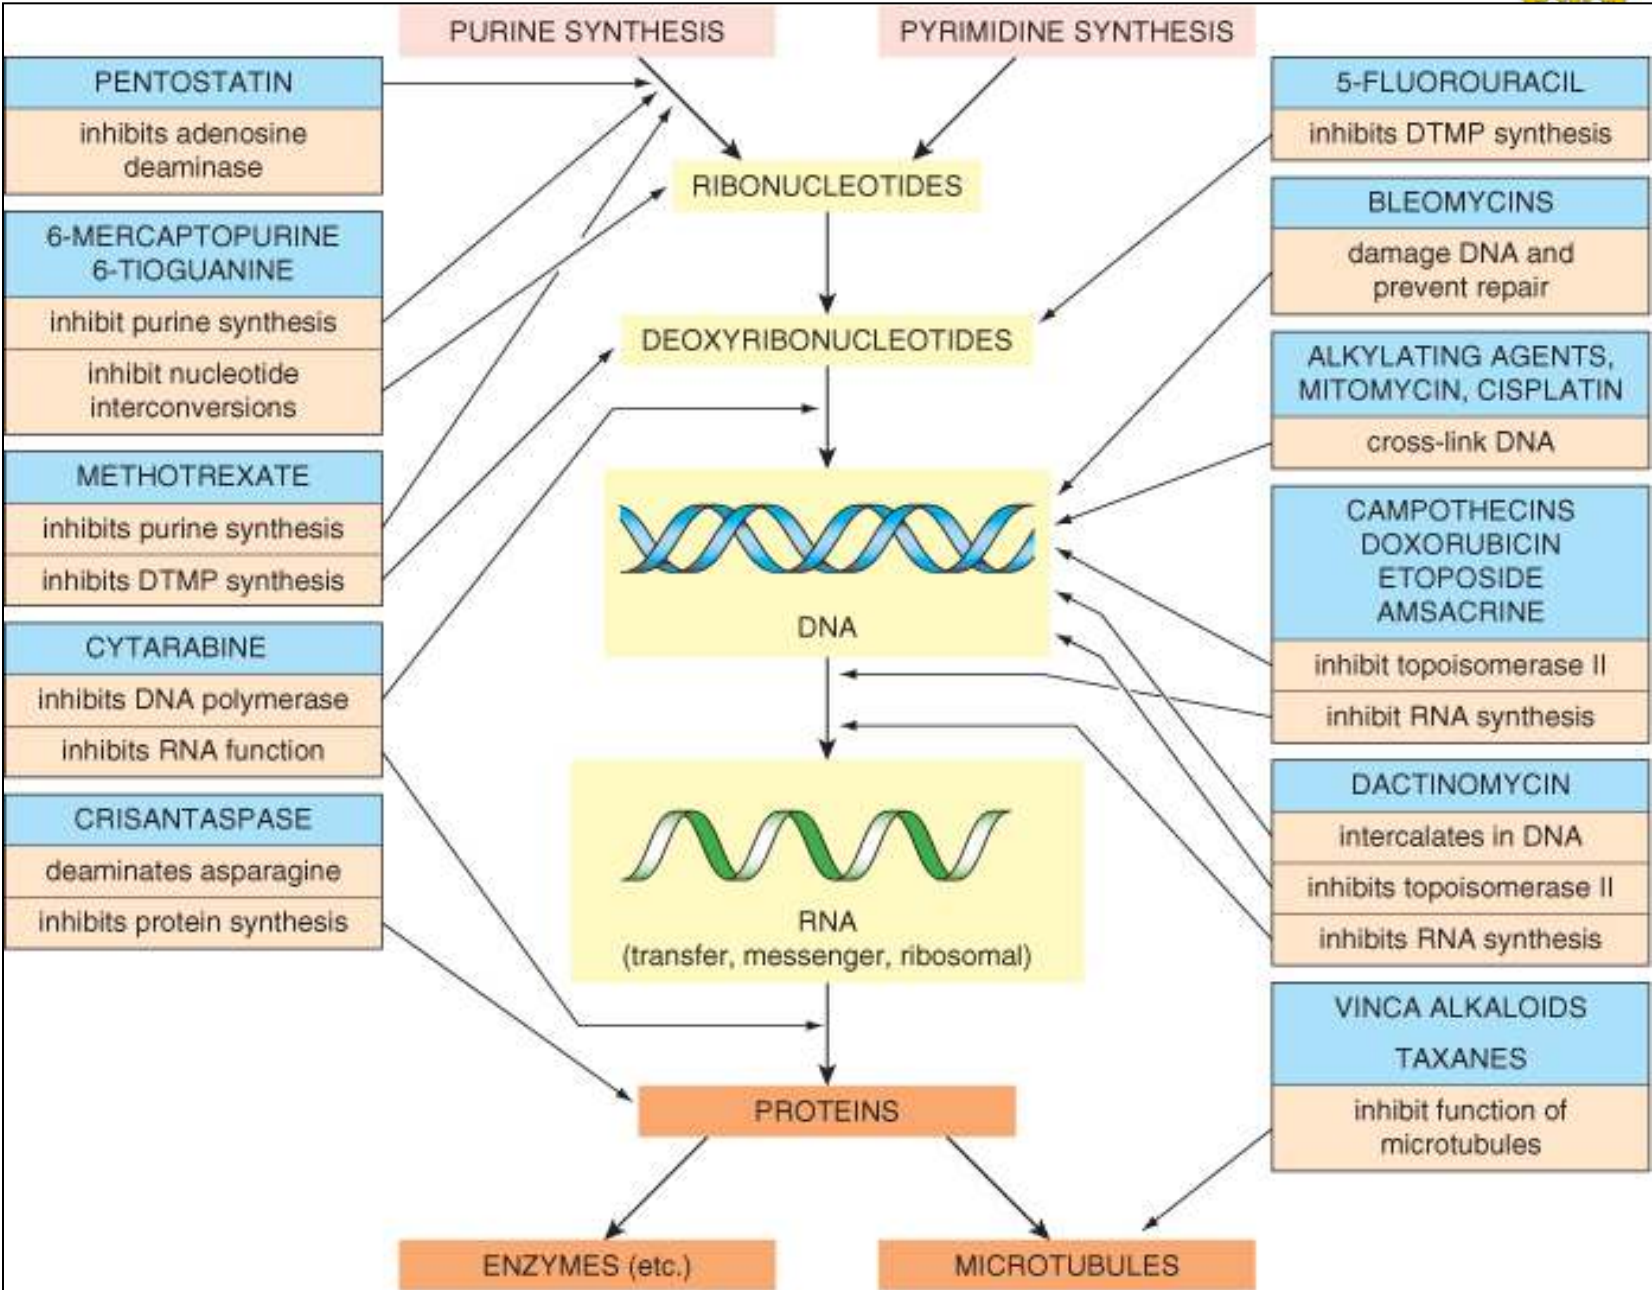 PURINE SYNTHESIS
PYRIMIDINE SYNTHESIS
PENTOSTATIN
inhibits adenosine
deaminase
6-MERCAPTOPURINE
6-TIOGUANINE
inhibit purine synthesis
inhibit nucleotide
interconversions
METHOTREXATE
inhibits purine synthesis
inhibits DTMP synthesis
CYTARABINE
inhibits DNA polymerase
inhibits RNA function
CRISANTASPASE
deaminates asparagine
inhibits protein synthesis
RIBONUCLEOTIDES
DEOXYRIBONUCLEOTIDES
DNA
RNA
(transfer, messenger, ribosomal)
PROTEINS
ENZYMES (etc.)
MICROTUBULES
5-FLUOROURACIL
inhibits DTMP synthesis
BLEOMYCINS
damage DNA and
prevent repair
ALKYLATING AGENTS,
MITOMYCIN, CISPLATIN
cross-link DNA
CAMPOTHECINS
DOXORUBICIN
ETOPOSIDE
AMSACRINE
inhibit topoisomerase II
inhibit RNA synthesis
DACTINOMYCIN
intercalates in DNA
inhibits topoisomerase II
inhibits RNA synthesis
VINCA ALKALOIDS
TAXANES
inhibit function of
microtubules